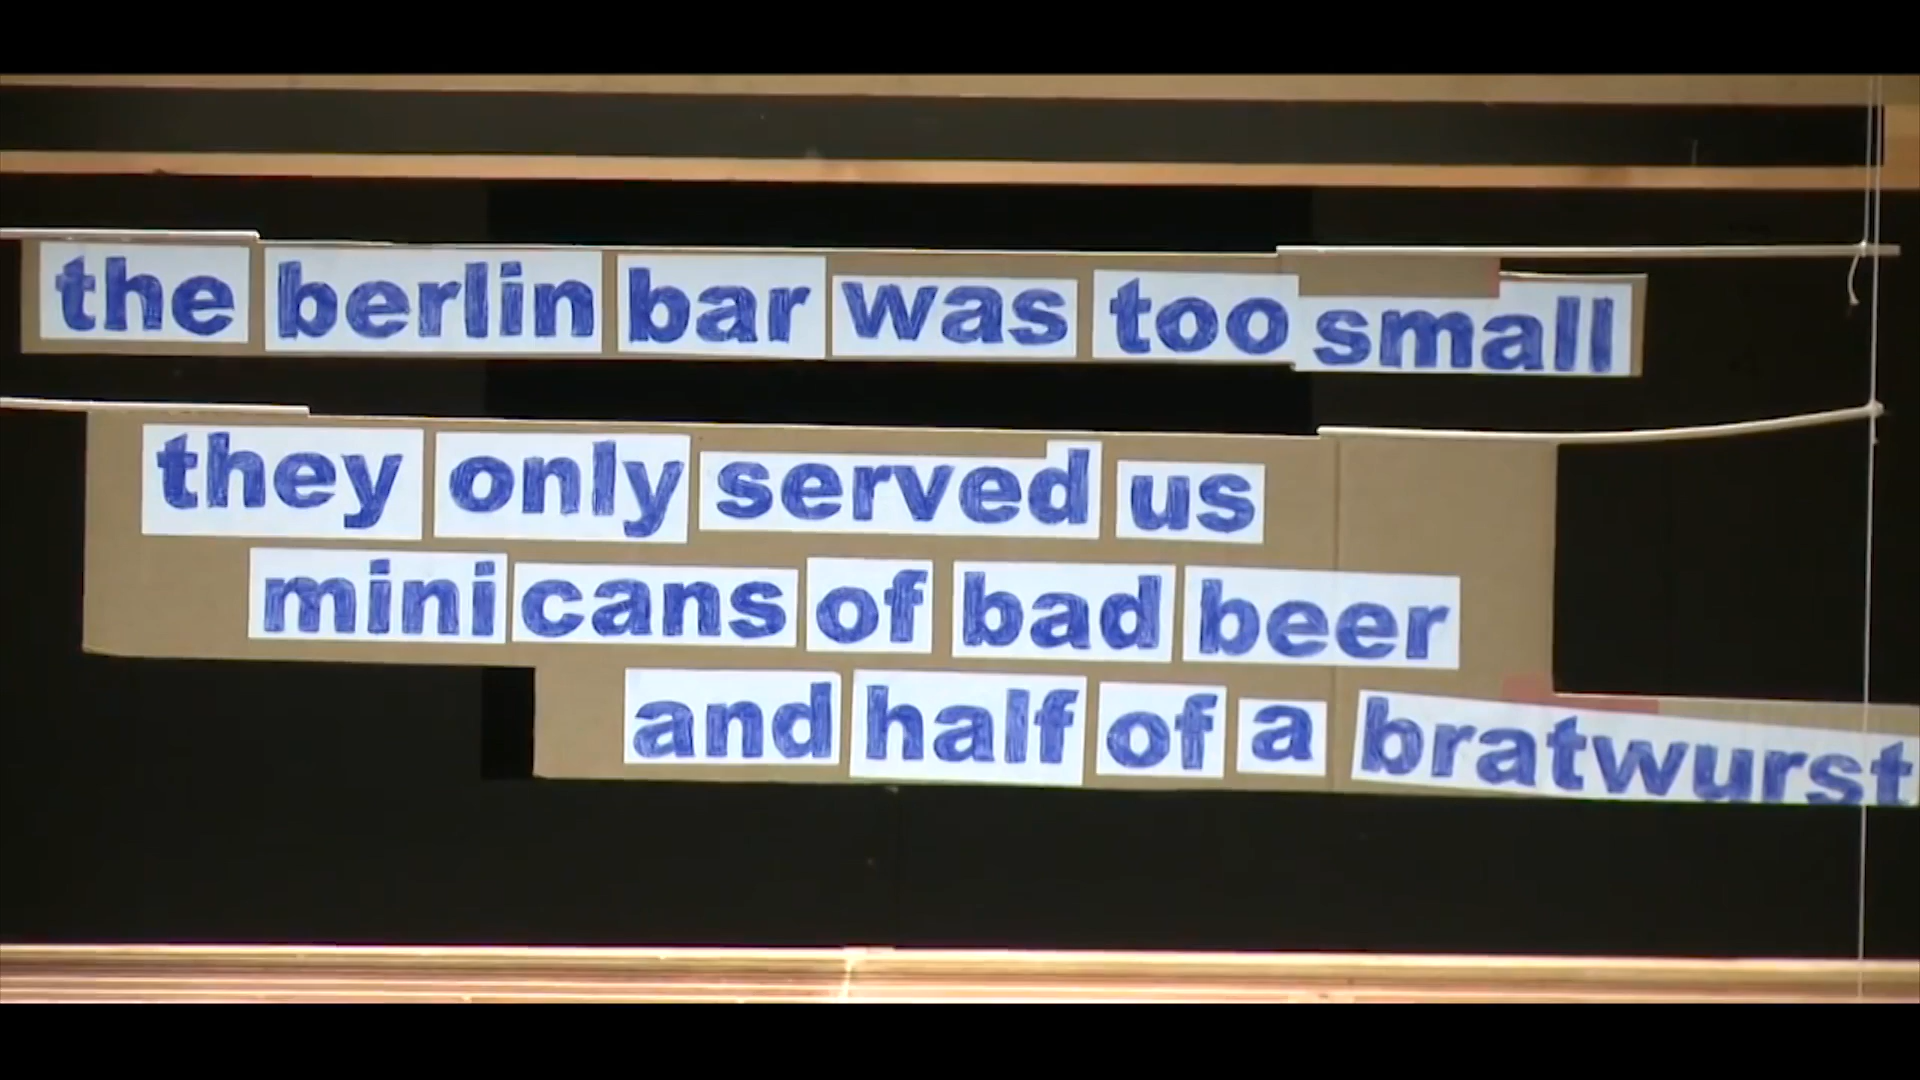 the berlin bar was too small
they only served us
mini cans of bad beer
and half of a bratwurst